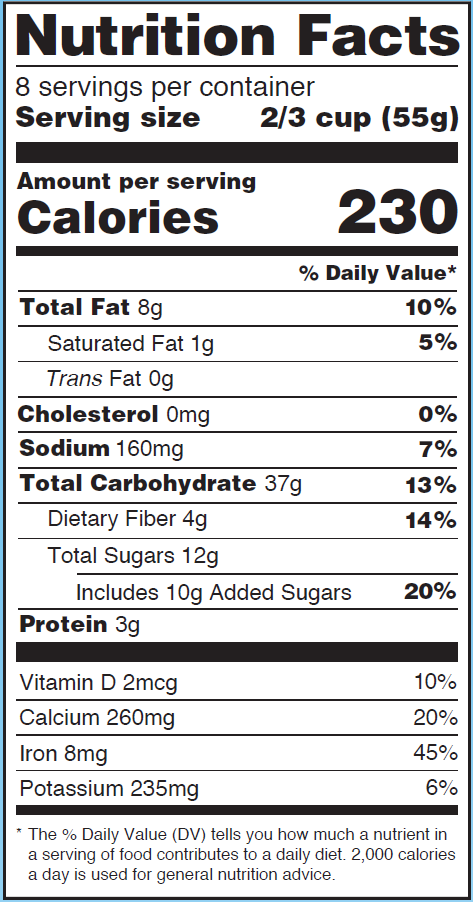 Nutrition Facts
8 servings per container
Serving size 2/3 cup (55g)
Amount per serving
Calories 230
% Daily Value*
Total Fat 8g 10%
Saturated Fat 1g 5%
Trans Fat 0g
Cholesterol 0mg 0%
Sodium 160mg 7%
Total Carbohydrate 37g 13%
Dietary Fiber 4g 14%
Total Sugars 12g
Includes 10g Added Sugars 20%
Protein 3g
Vitamin D 2mcg 10%
Calcium 260mg 20%
Iron 8mg 45%
Potassium 235mg 6%
* The % Daily Value (DV) tells you how much a nutrient in
a serving of food contributes to a daily diet. 2,000 calories
a day is used for general nutrition advice.